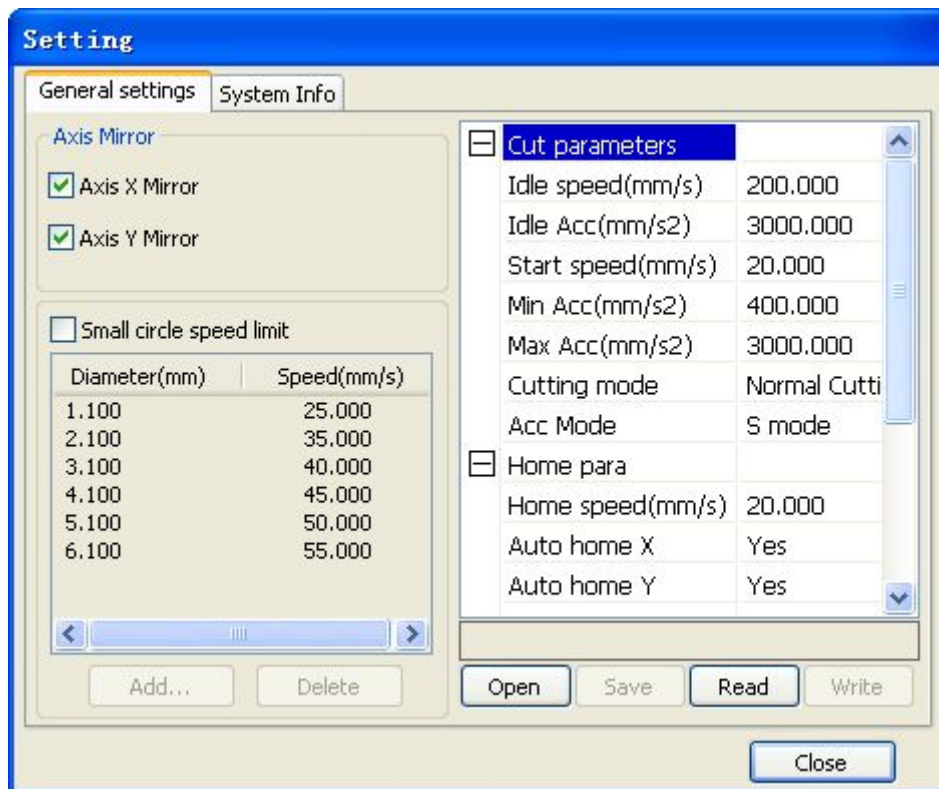 Setting
General settings System Info
Axis Mirror
Axis X Mirror
Axis Y Mirror
Small circle speed limit
Diameter(mm) Speed(mm/s)
1.100 25.000
2.100 35.000
3.100 40.000
4.100 45.000
5.100 50.000
6.100 55.000
Add... Delete
Cut parameters
Idle speed(mm/s) 200.000
Idle Acc(mm/s2) 3000.000
Start speed(mm/s) 20.000
Min Acc(mm/s2) 400.000
Max Acc(mm/s2) 3000.000
Cutting mode Normal Cutti
Acc Mode S mode
Home para
Home speed(mm/s) 20.000
Auto home X Yes
Auto home Y Yes
Open Save Read Write
Close